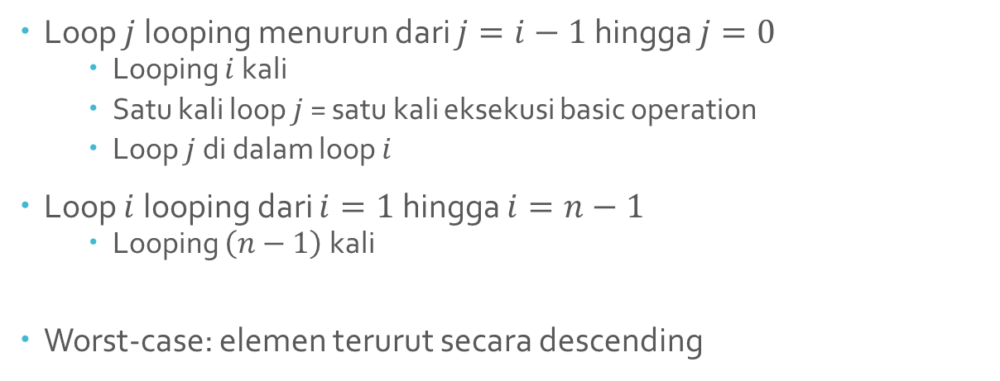 • Loop j looping menurun dari j = i − 1 hingga j = 0
• Looping i kali
• Satu kali loop j = satu kali eksekusi basic operation
• Loop j di dalam loop i
• Loop i looping dari i = 1 hingga i = n − 1
• Looping (n − 1) kali
• Worst-case: elemen terurut secara descending